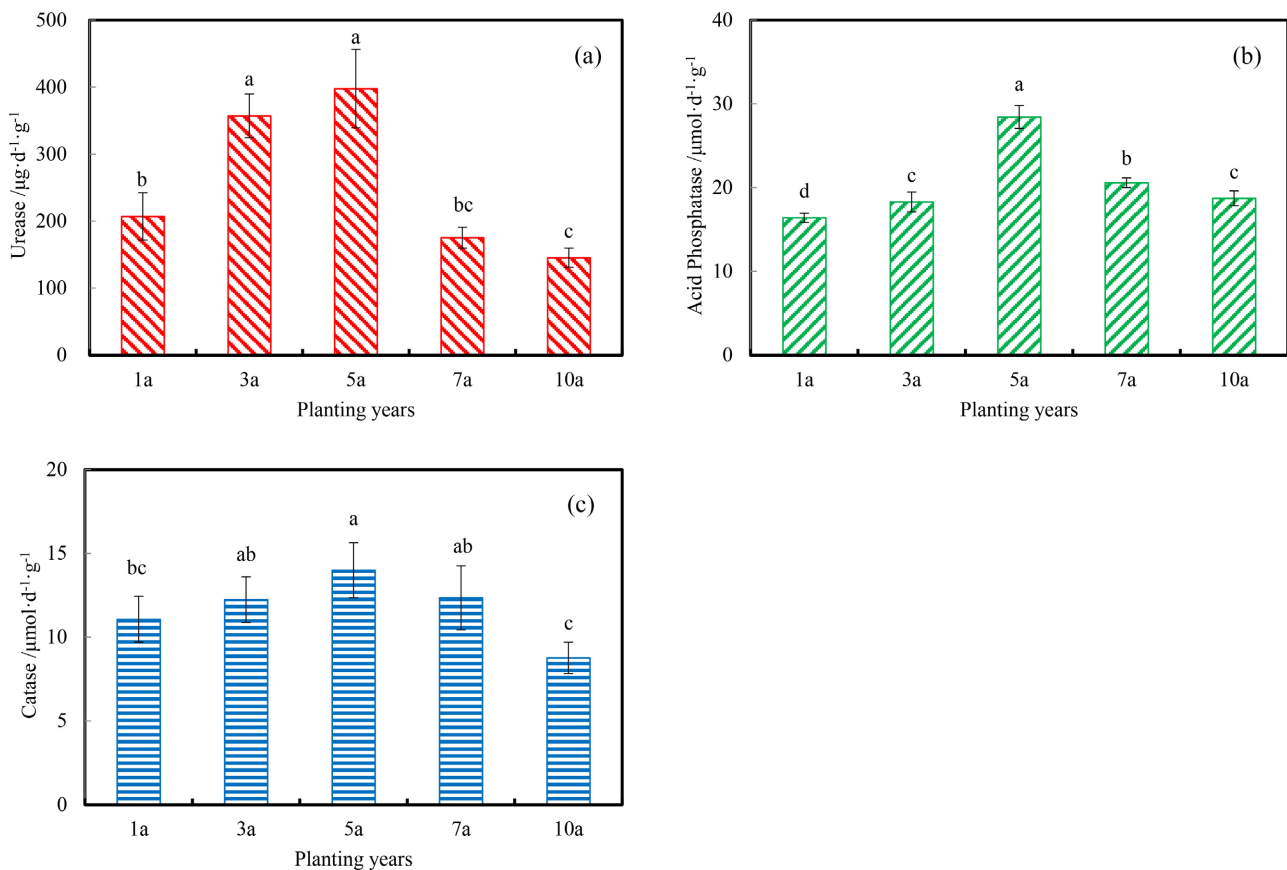 (a)
Urease /μg·d⁻¹·g⁻¹
500
400
300
200
100
0
b
a
a
bc
c
1a 3a 5a 7a 10a
Planting years
(b)
Acid Phosphatase /μmol·d⁻¹·g⁻¹
40
30
20
10
0
d
c
a
b
c
1a 3a 5a 7a 10a
Planting years
(c)
Catase /μmol·d⁻¹·g⁻¹
20
15
10
5
0
bc
ab
a
ab
c
1a 3a 5a 7a 10a
Planting years